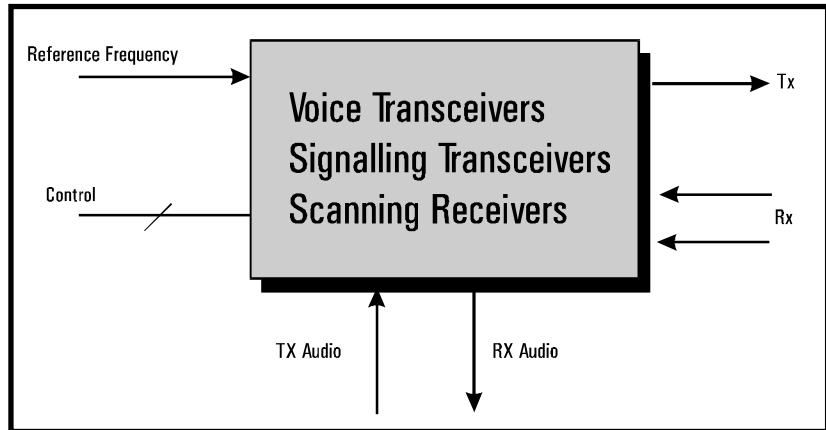 Reference Frequency
Voice Transceivers
Tx
Signalling Transceivers
Control
Scanning Receivers
Rx
TX Audio
RX Audio